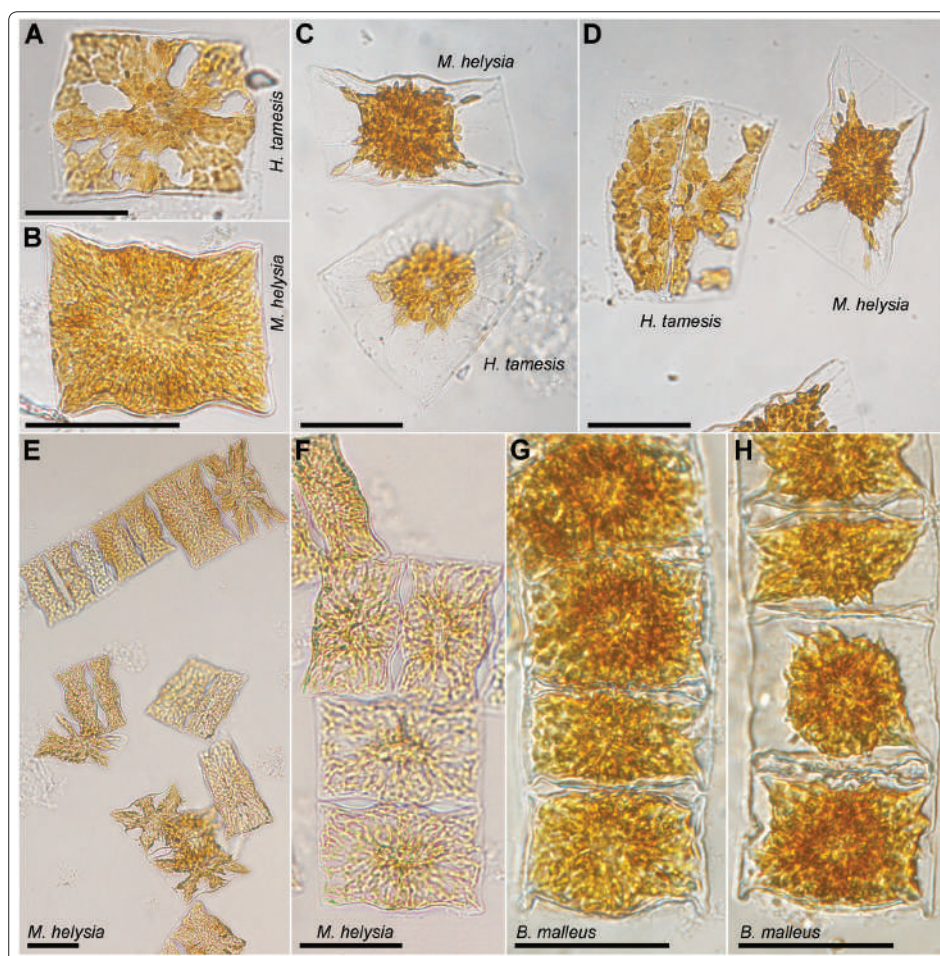 A
H. tamesis
B
M. helysia
C
M. helysia
H. tamesis
D
H. tamesis
M. helysia
E
M. helysia
F
M. helysia
G
B. malleus
H
B. malleus